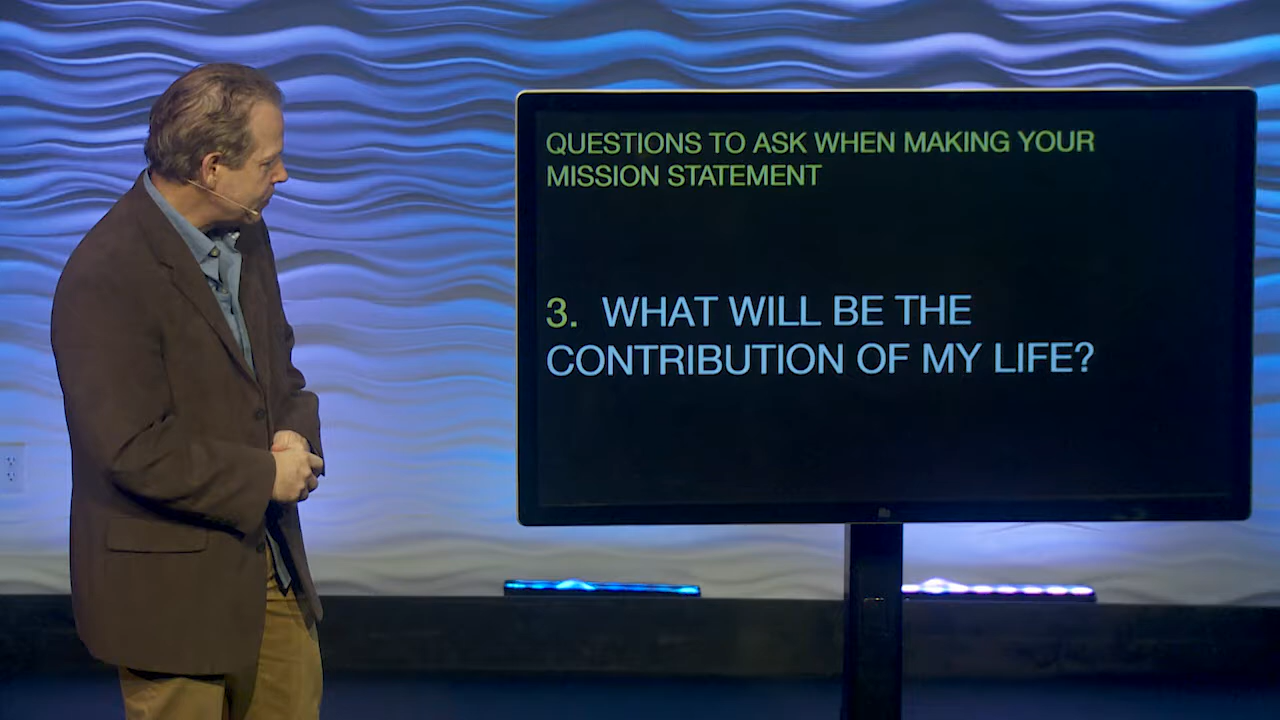 QUESTIONS TO ASK WHEN MAKING YOUR
MISSION STATEMENT
3. WHAT WILL BE THE
CONTRIBUTION OF MY LIFE?